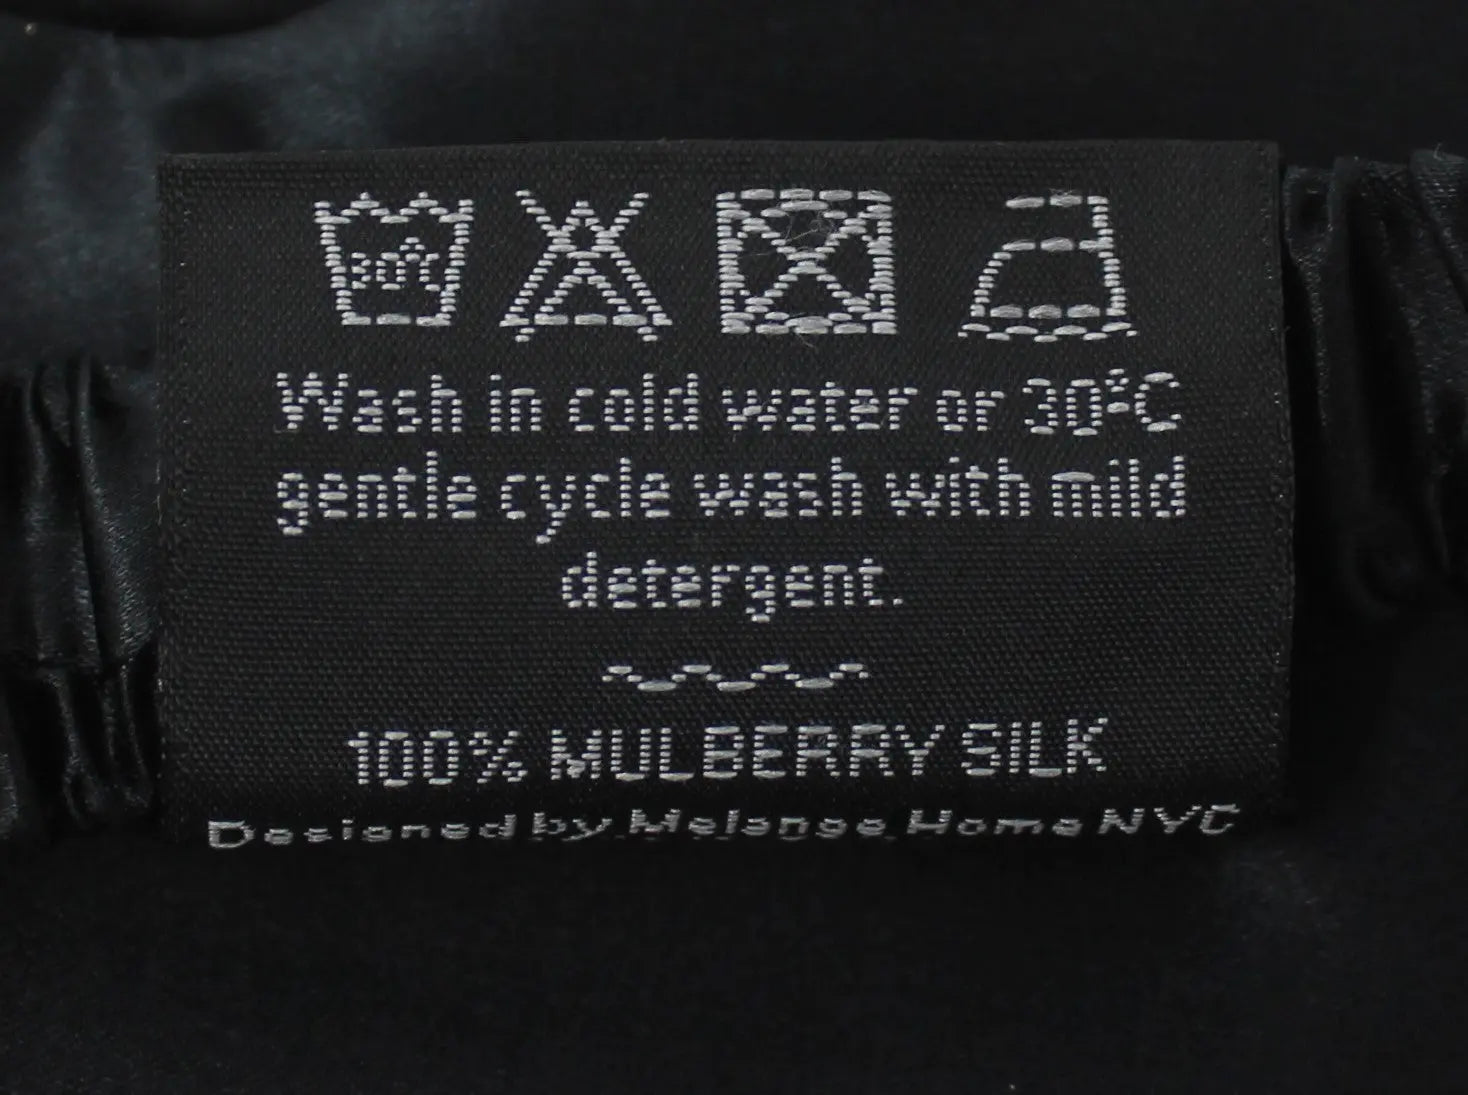 30°C
Wash in cold water or 30°C
gentle cycle wash with mild
detergent.
100% MULBERRY SILK
Designed by Melange Home NYC